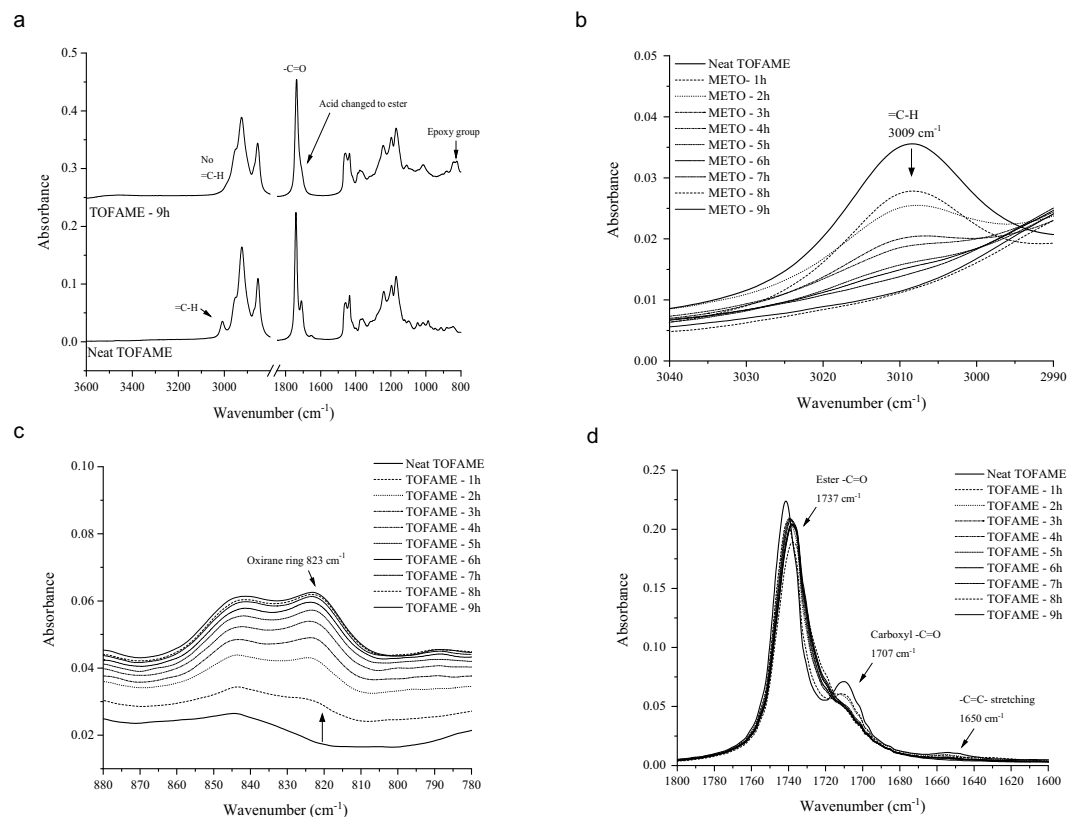 a
0.5
0.4
0.3
0.2
0.1
0.0
Absorbance
-C=O
Acid changed to ester
Epoxy group
No
=C-H
TOFAME - 9h
=C-H
Neat TOFAME
3600 3200 3000 1800 1600 1400 1200 1000 800
Wavenumber (cm-1)
b
0.05
0.04
0.03
0.02
0.01
0.00
Absorbance
Neat TOFAME
METO- 1h
METO - 2h
METO - 3h
METO - 4h
METO - 5h
METO - 6h
METO - 7h
METO - 8h
METO - 9h
=C-H
3009 cm-1
3040 3030 3020 3010 3000 2990
Wavenumber (cm-1)
c
0.10
0.08
0.06
0.04
0.02
Absorbance
Neat TOFAME
TOFAME - 1h
TOFAME - 2h
TOFAME - 3h
TOFAME - 4h
TOFAME - 5h
TOFAME - 6h
TOFAME - 7h
TOFAME - 8h
TOFAME - 9h
Oxirane ring 823 cm-1
880 870 860 850 840 830 820 810 800 790 780
Wavenumber (cm-1)
d
0.25
0.20
0.15
0.10
0.05
0.00
Absorbance
Neat TOFAME
TOFAME - 1h
TOFAME - 2h
TOFAME - 3h
TOFAME - 4h
TOFAME - 5h
TOFAME - 6h
TOFAME - 7h
TOFAME - 8h
TOFAME - 9h
Ester -C=O
1737 cm-1
Carboxyl -C=O
1707 cm-1
-C=C- stretching
1650 cm-1
1800 1780 1760 1740 1720 1700 1680 1660 1640 1620 1600
Wavenumber (cm-1)